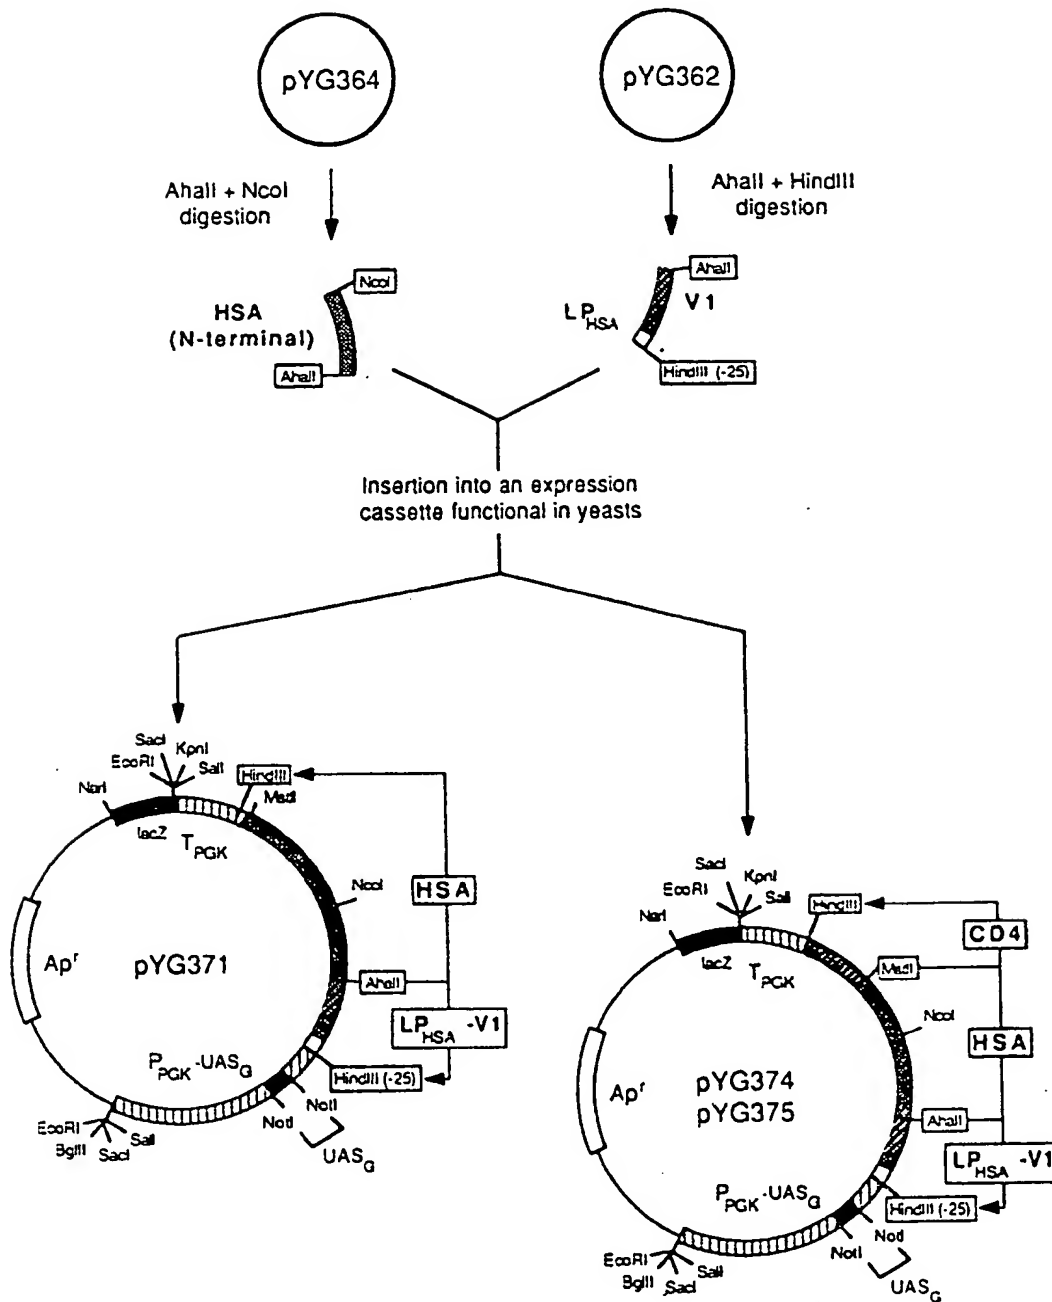 pYG364
pYG362
AhaII + NcoI
digestion
AhaII + HindIII
digestion
NcoI
HSA
(N-terminal)
AhaII
AhaII
V1
LP HSA
HindIII (-25)
Insertion into an expression
cassette functional in yeasts
SacI
KpnI
EcoRI
SalI
HindIII
NarI
MstII
lacZ
T PGK
NcoI
HSA
Apr
pYG371
AhaII
LP HSA -V1
P PGK -UAS G
HindIII (-25)
NotI
NotI
UAS G
EcoRI
BglII
SacI
SalI
SacI
KpnI
EcoRI
SalI
HindIII
NarI
CD4
lacZ
T PGK
MstII
NcoI
HSA
Apr
pYG374
pYG375
AhaII
LP HSA -V1
P PGK -UAS G
HindIII (-25)
NotI
NotI
UAS G
EcoRI
BglII
SacI
SalI